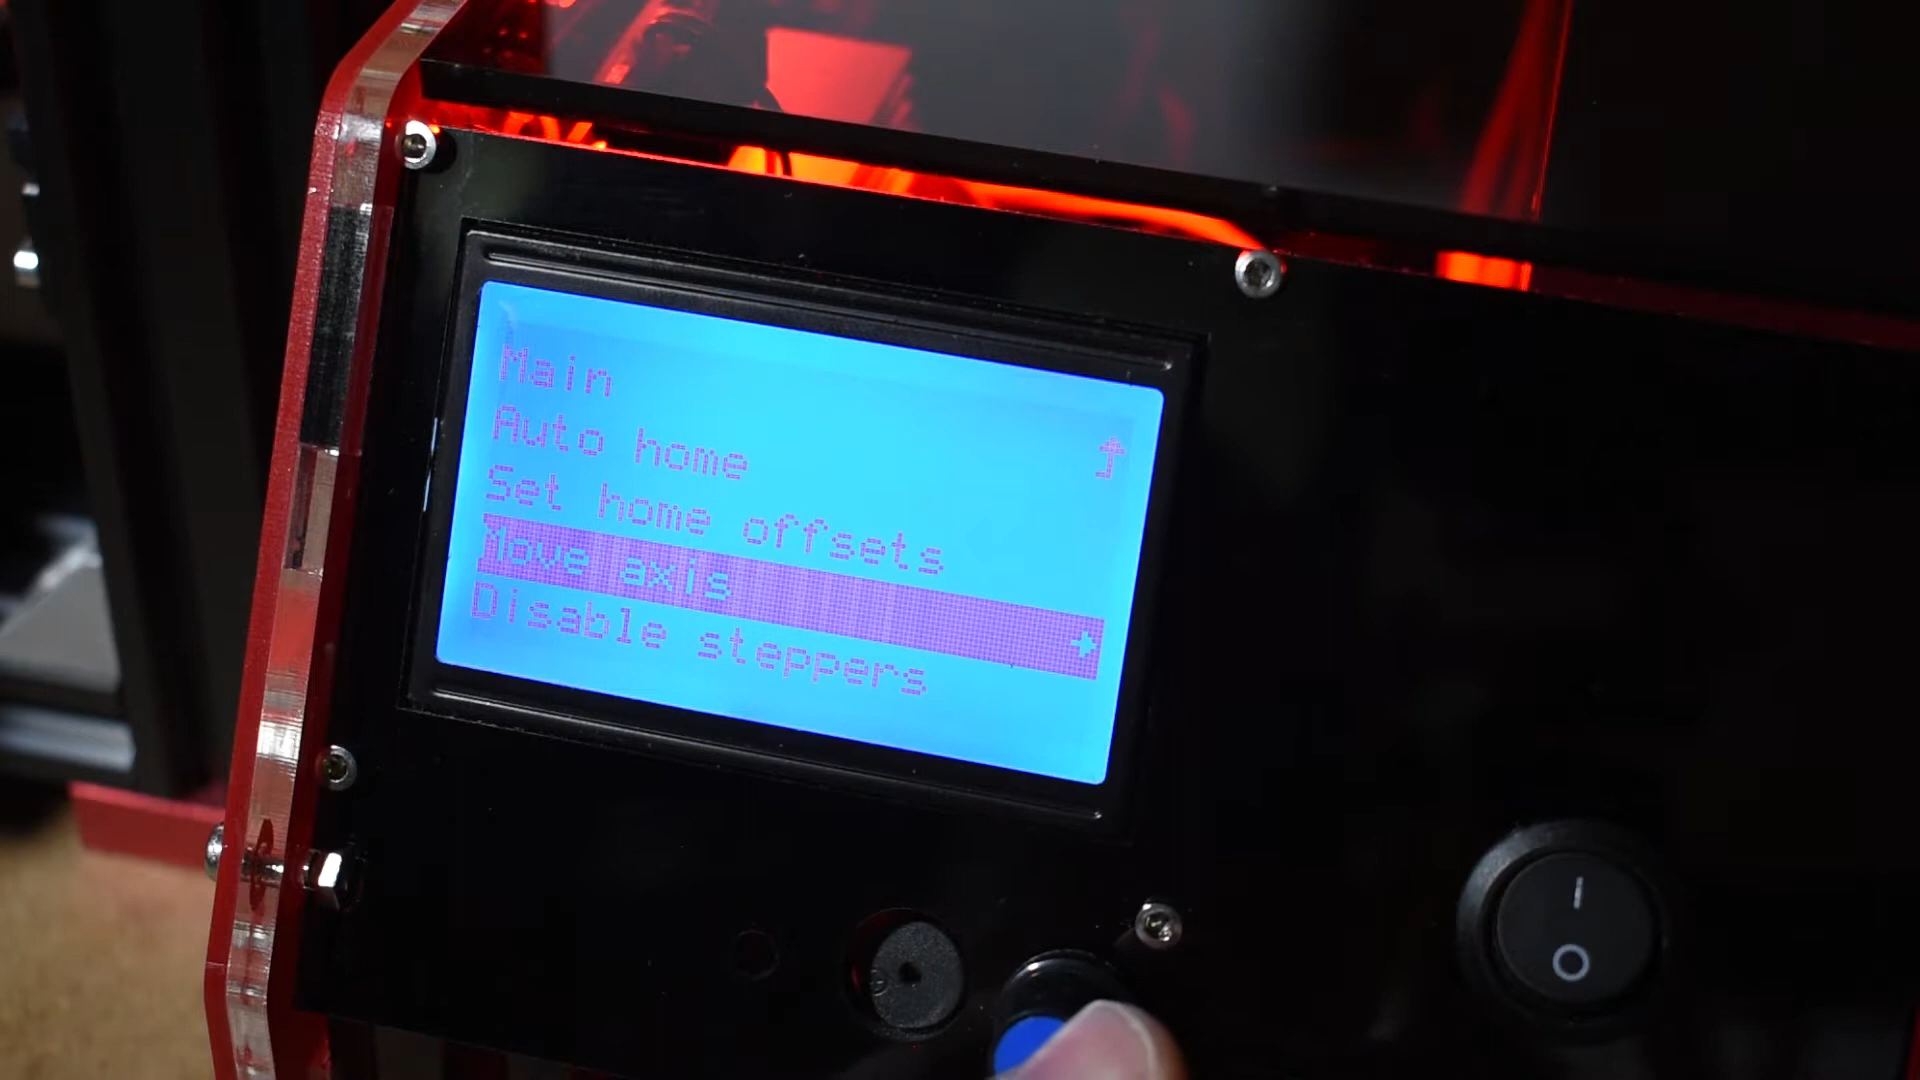 Main
Auto home
Set home offsets
Move axis
Disable steppers